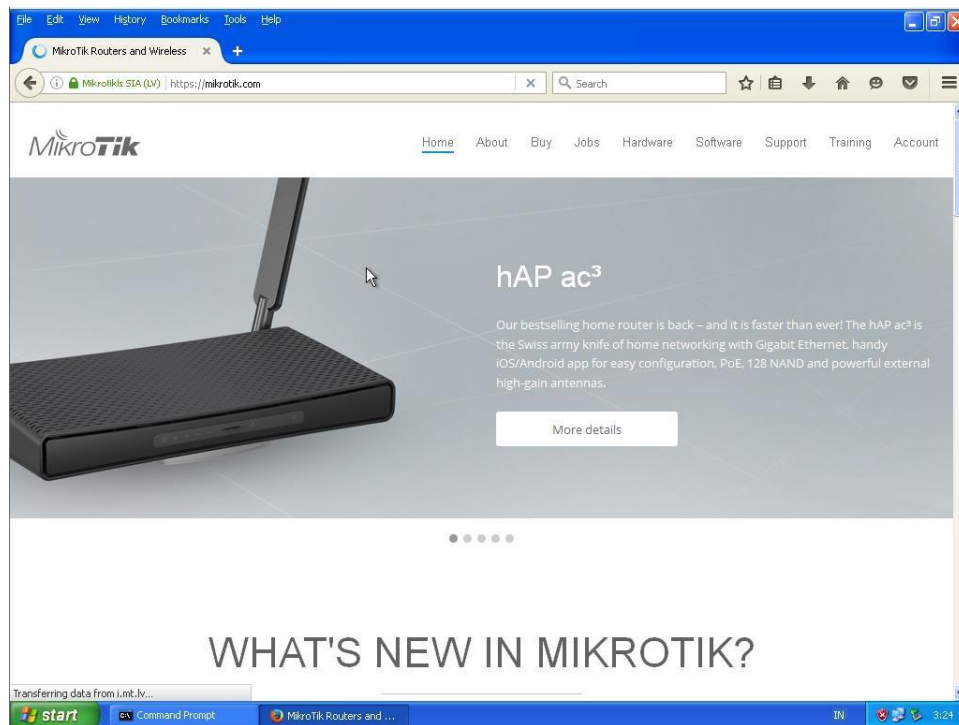 File Edit View History Bookmarks Tools Help
MikroTik Routers and Wireless
Mikrotikls SIA (LV) https://mikrotik.com Search
MikroTik Home About Buy Jobs Hardware Software Support Training Account
hAP ac³
Our bestselling home router is back – and it is faster than ever! The hAP ac³ is
the Swiss army knife of home networking with Gigabit Ethernet, handy
iOS/Android app for easy configuration, PoE, 128 NAND and powerful external
high-gain antennas.
More details
WHAT'S NEW IN MIKROTIK?
Transferring data from i.mt.lv...
start Command Prompt MikroTik Routers and ... IN 3:24